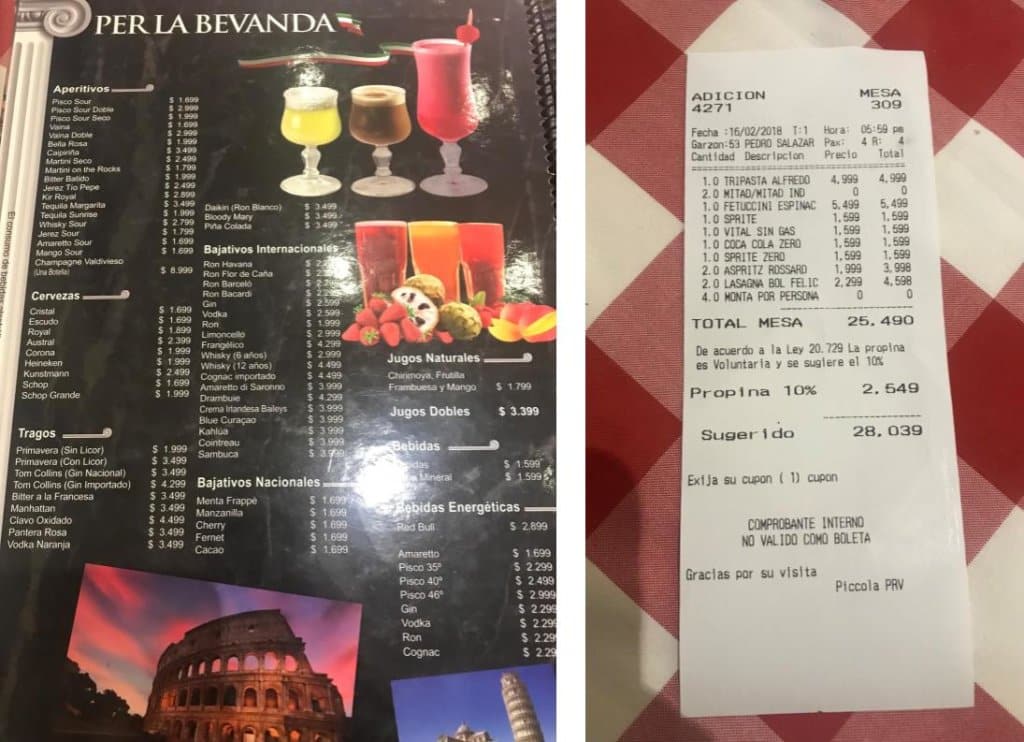 PER LA BEVANDA
Aperitivos
Pisco Sour $ 1.699
Pisco Sour Doble $ 2.999
Pisco Sour Seco $ 1.999
Vaina $ 1.699
Vaina Doble $ 2.999
Bella Rosa $ 1.999
Caipiriña $ 3.499
Martini Seco $ 2.499
Martini on the Rocks $ 1.799
Bitter Batido $ 1.999
Jerez Tío Pepe $ 2.499
Kir Royal $ 2.899
Tequila Margarita $ 3.499
Tequila Sunrise $ 1.999
Whisky Sour $ 2.799
Jerez Sour $ 1.799
Amaretto Sour $ 1.699
Mango Sour $ 1.699
Champagne Valdivieso
(Una Botella) $ 8.999
Cervezas
Cristal $ 1.699
Escudo $ 1.699
Royal $ 1.899
Austral $ 2.399
Corona $ 1.999
Heineken $ 1.999
Kunstmann $ 2.499
Schop $ 1.699
Schop Grande $ 1.999
Tragos
Primavera (Sin Licor) $ 1.999
Primavera (Con Licor) $ 3.499
Tom Collins (Gin Nacional) $ 3.499
Tom Collins (Gin Importado) $ 4.299
Bitter a la Francesa $ 3.499
Manhattan $ 3.499
Clavo Oxidado $ 4.499
Pantera Rosa $ 3.499
Vodka Naranja $ 3.499
El consumo de bebidas
Daikiri (Ron Blanco) $ 3.499
Bloody Mary $ 3.499
Piña Colada $ 3.499
Bajativos Internacionales
Ron Havana $
Ron Flor de Caña $
Ron Barceló $
Ron Bacardi $
Gin $
Vodka $ 2.599
Ron $ 1.999
Limoncello $ 2.999
Frangélico $ 4.299
Whisky (6 años) $ 2.999
Whisky (12 años) $ 4.499
Cognac importado $ 4.499
Amaretto di Saronno $ 3.999
Drambuie $ 4.299
Crema Irlandesa Baileys $ 3.999
Blue Curaçao $ 3.999
Kahlúa $ 3.999
Cointreau $ 3.999
Sambuca $ 3.999
Bajativos Nacionales
Menta Frappé $ 1.699
Manzanilla $ 1.699
Cherry $ 1.699
Fernet $ 1.699
Cacao $ 1.699
Jugos Naturales
Chirimoya, Frutilla
Frambuesa y Mango $ 1.799
Jugos Dobles $ 3.399
Bebidas
$ 1.599
Mineral $ 1.599
Bebidas Energéticas
Red Bull $ 2.899
Amaretto $ 1.699
Pisco 35º $ 2.299
Pisco 40º $ 2.499
Pisco 46º $ 2.999
Gin $ 2.299
Vodka $ 2.299
Ron $ 2.299
Cognac $ 2.29
ADICION MESA
4271 309
Fecha :16/02/2018 T:1 Hora: 05:59 pm
Garzon:53 PEDRO SALAZAR Pax: 4 R: 4
Cantidad Descripcion Precio Total
1.0 TRIPASTA ALFREDO 4,999 4,999
2.0 MITAD/MITAD IND 0 0
1.0 FETUCCINI ESPINAC 5,499 5,499
1.0 SPRITE 1,599 1,599
1.0 VITAL SIN GAS 1,599 1,599
1.0 COCA COLA ZERO 1,599 1,599
1.0 SPRITE ZERO 1,599 1,599
2.0 ASPRITZ ROSSARD 1,999 3,998
2.0 LASAGNA BOL FELIC 2,299 4,598
4.0 MONTA POR PERSONA 0 0
TOTAL MESA 25,490
De acuerdo a la Ley 20.729 La propina
es Voluntaria y se sugiere el 10%
Propina 10% 2,549
Sugerido 28,039
Exija su cupon ( 1) cupon
COMPROBANTE INTERNO
NO VALIDO COMO BOLETA
Gracias por su visita
Piccola PRV